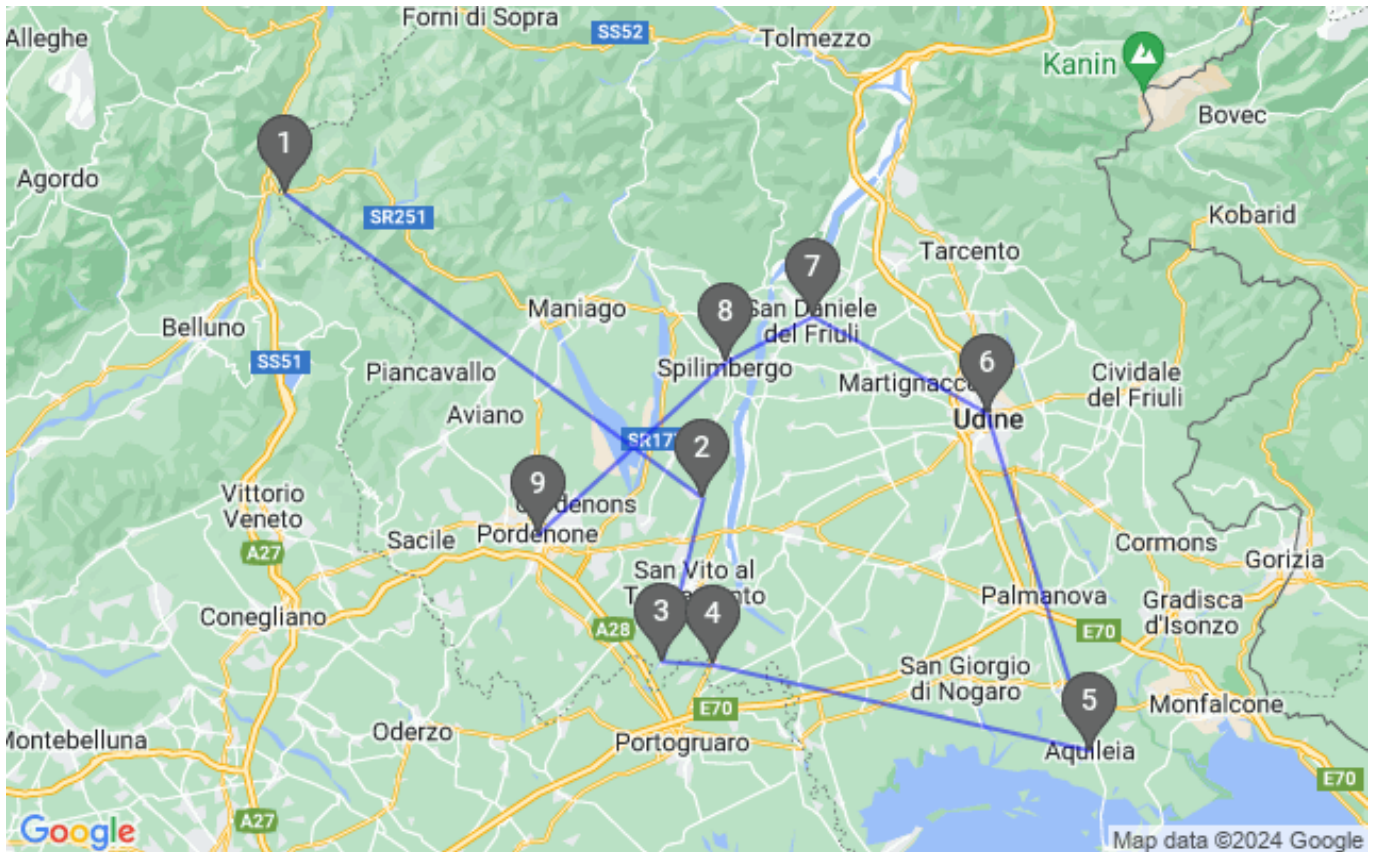 Forni di Sopra
SS52
Tolmezzo
Alleghe
Kanin
Bovec
1
Agordo
SR251
Kobarid
Tarcento
7
Maniago
8
San Daniele
del Friuli
Belluno
SS51
Spilimbergo
6
Piancavallo
Cividale
del Friuli
Aviano
Udine
2
9
Vittorio
Veneto
Pordenone
Sacile
A27
Cormons
Gorizia
San Vito al
3
4
Palmanova
Gradisca
d'Isonzo
Conegliano
A28
E70
San Giorgio
di Nogaro
5
Monfalcone
E70
Oderzo
Portogruaro
Montebelluna
Aquileia
E70
A27
Google
Map data ©2024 Google